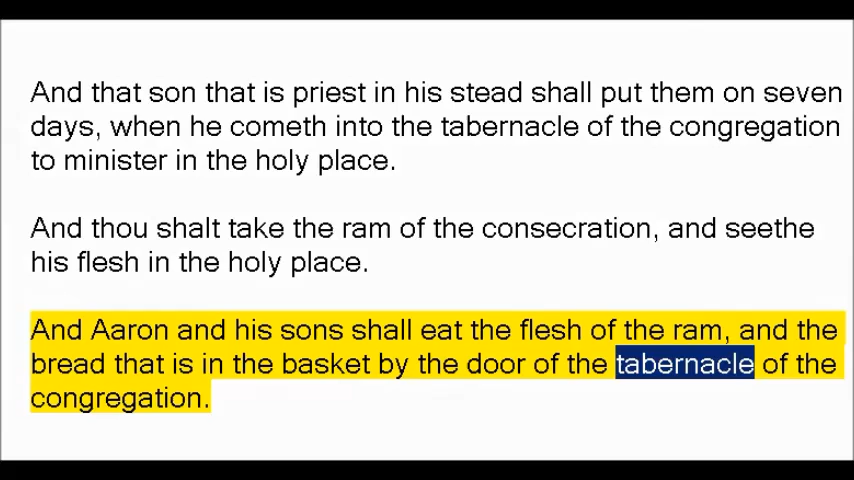 And that son that is priest in his stead shall put them on seven
days, when he cometh into the tabernacle of the congregation
to minister in the holy place.
And thou shalt take the ram of the consecration, and seethe
his flesh in the holy place.
And Aaron and his sons shall eat the flesh of the ram, and the
bread that is in the basket by the door of the tabernacle of the
congregation.